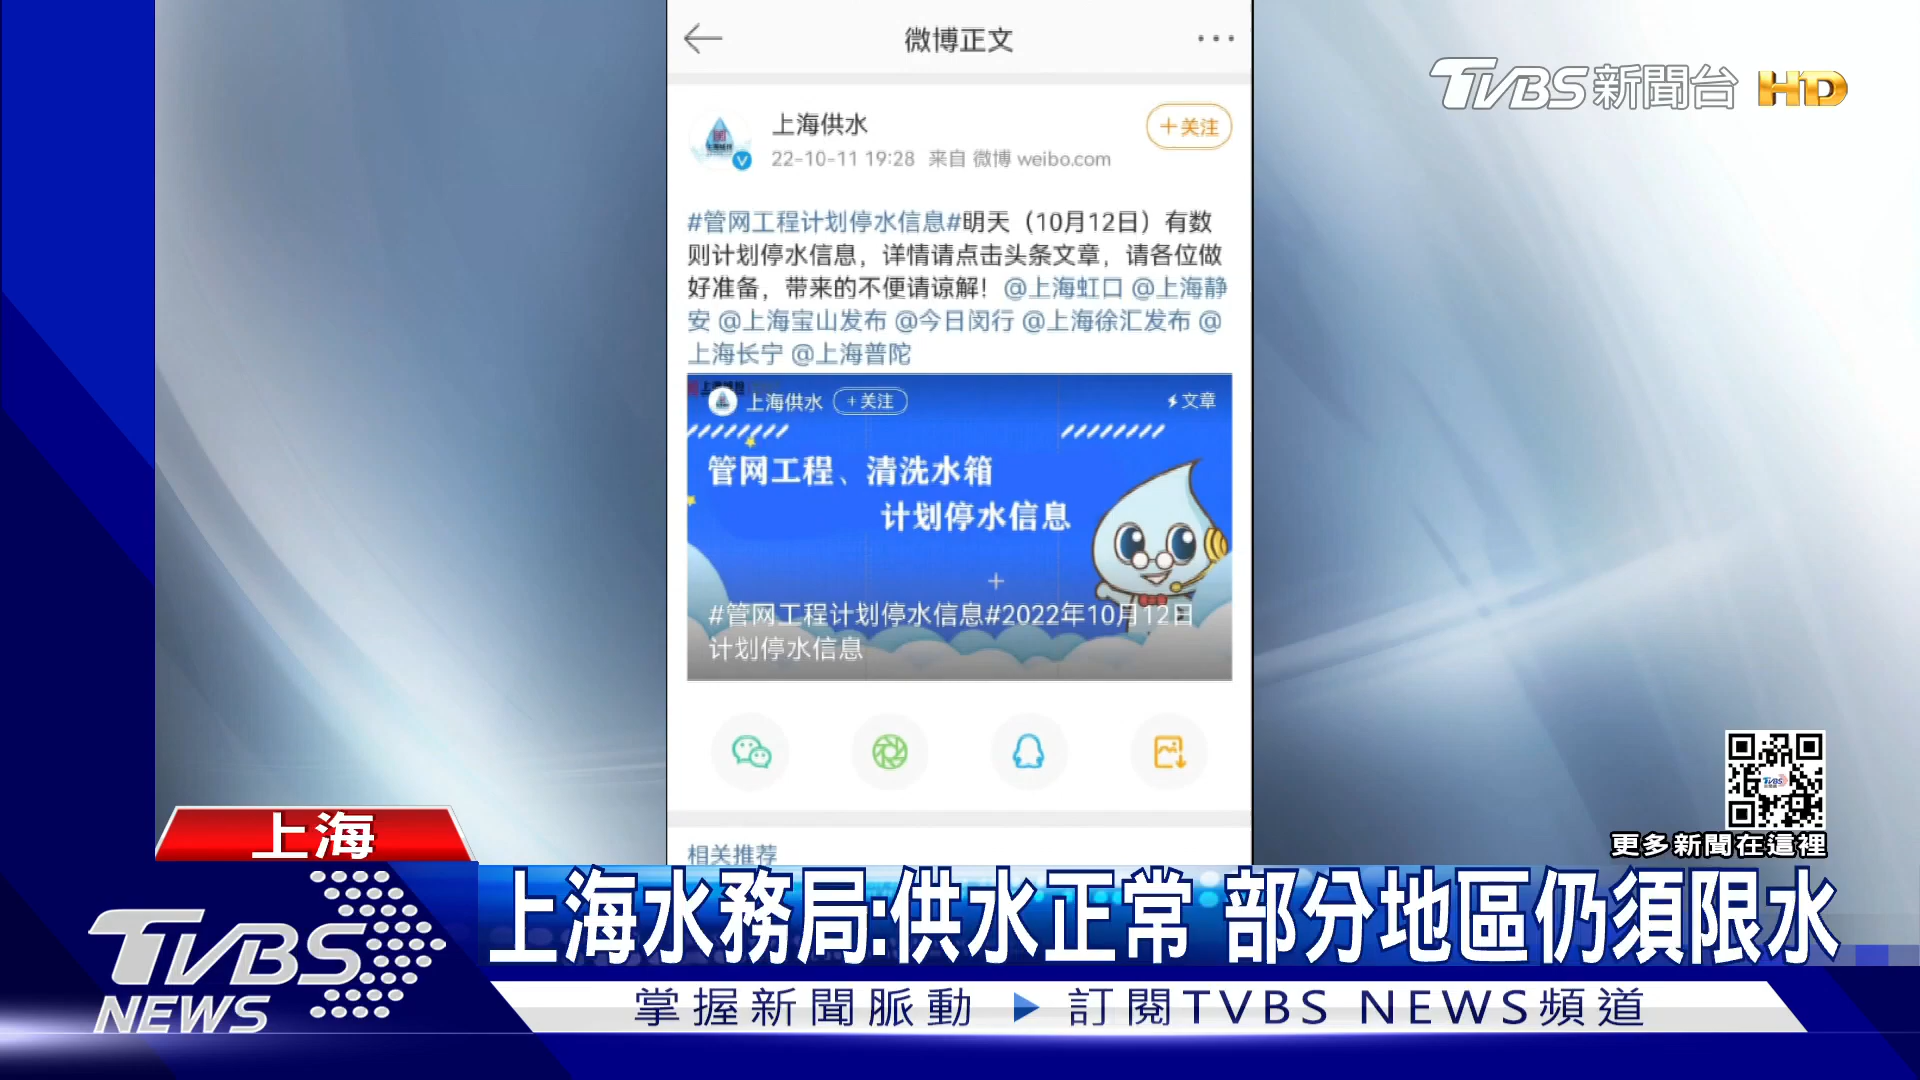 微博正文
TVBS新聞台 HD
上海供水
+关注
22-10-11 19:28 来自 微博 weibo.com
#管网工程计划停水信息#明天（10月12日）有数
则计划停水信息，详情请点击头条文章，请各位做
好准备，带来的不便请谅解！@上海虹口 @上海静
安 @上海宝山发布 @今日闵行 @上海徐汇发布 @
上海长宁 @上海普陀
上海供水 +关注
文章
管网工程、清洗水箱
计划停水信息
#管网工程计划停水信息#2022年10月12日
计划停水信息
相关推荐
更多新聞在這裡
上海
上海水務局:供水正常 部分地區仍須限水
TVBS
NEWS
掌握新聞脈動 ▶ 訂閱TVBS NEWS頻道